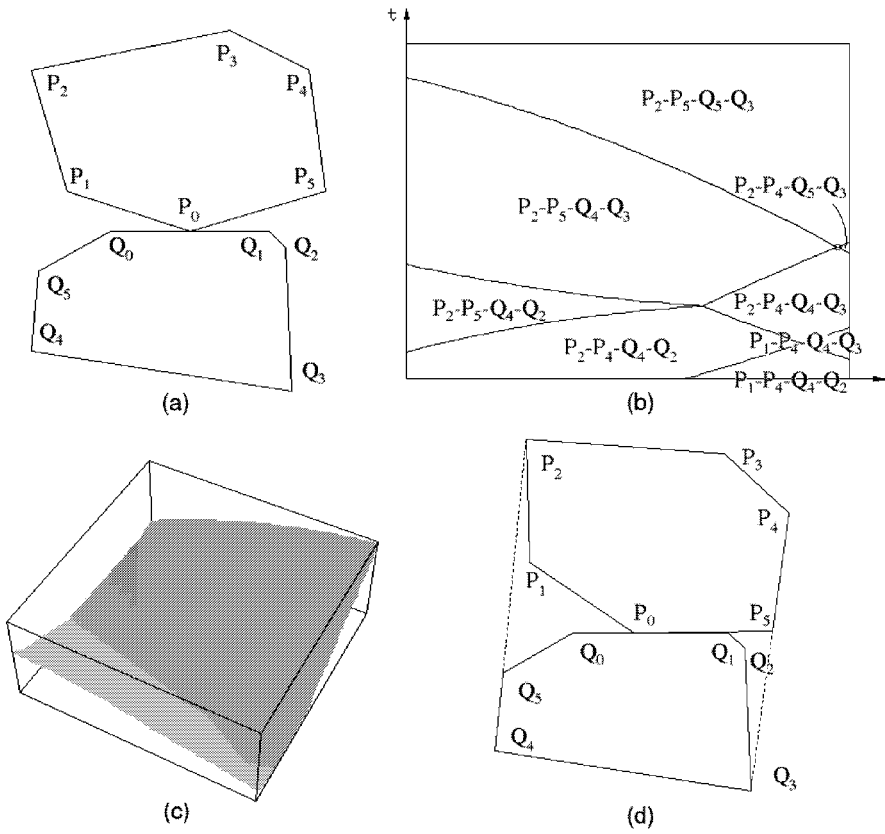 P3
P2
P4
P1
P5
P0
Q0
Q1
Q2
Q5
Q4
Q3
(a)
t
P2-P5-Q5-Q3
P2-P4-Q5-Q3
P2-P5-Q4-Q3
P2-P5-Q4-Q2
P2-P4-Q4-Q3
P2-P4-Q4-Q2
P1-P4-Q4-Q3
P1-P4-Q4-Q2
(b)
(c)
P2
P3
P4
P1
P0
P5
Q0
Q1
Q2
Q5
Q4
Q3
(d)